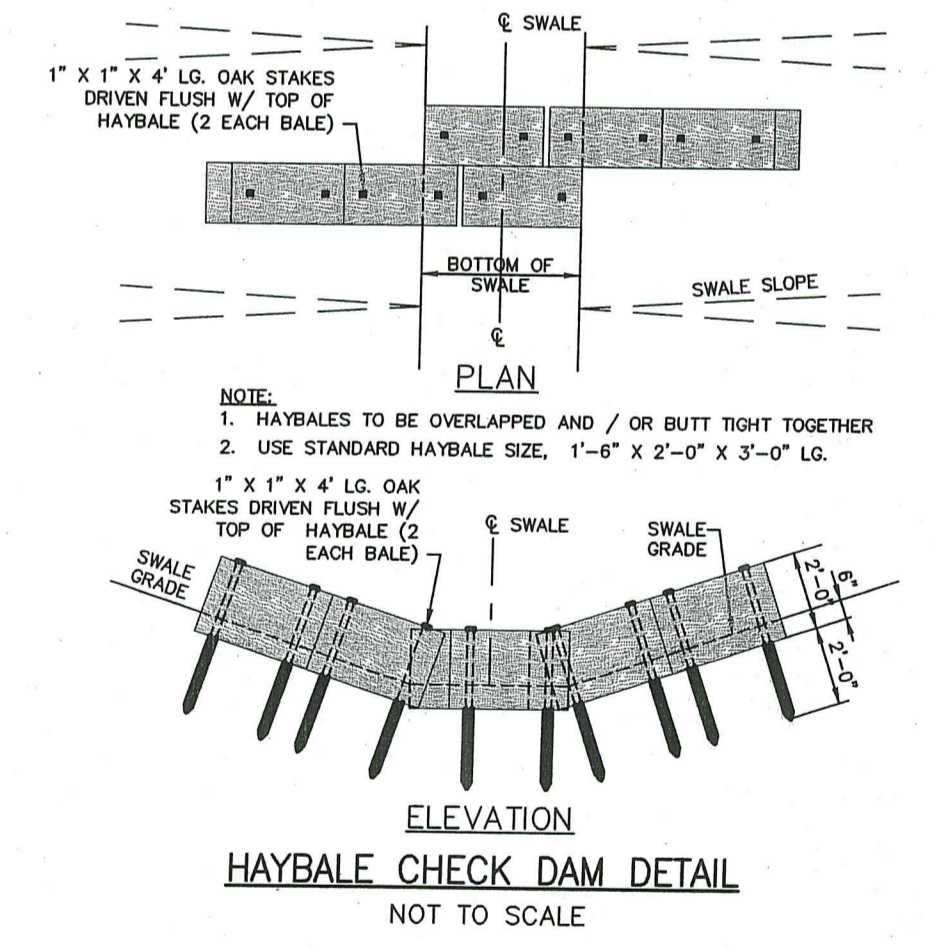 ℄ SWALE
1" X 1" X 4' LG. OAK STAKES
DRIVEN FLUSH W/ TOP OF
HAYBALE (2 EACH BALE)
BOTTOM OF
SWALE
SWALE SLOPE
℄
PLAN
NOTE:
1. HAYBALES TO BE OVERLAPPED AND / OR BUTT TIGHT TOGETHER
2. USE STANDARD HAYBALE SIZE, 1'-6" X 2'-0" X 3'-0" LG.
1" X 1" X 4' LG. OAK
STAKES DRIVEN FLUSH W/
TOP OF HAYBALE (2
EACH BALE)
℄ SWALE
SWALE
GRADE
SWALE
GRADE
2'-0"
6"
2'-0"
ELEVATION
HAYBALE CHECK DAM DETAIL
NOT TO SCALE